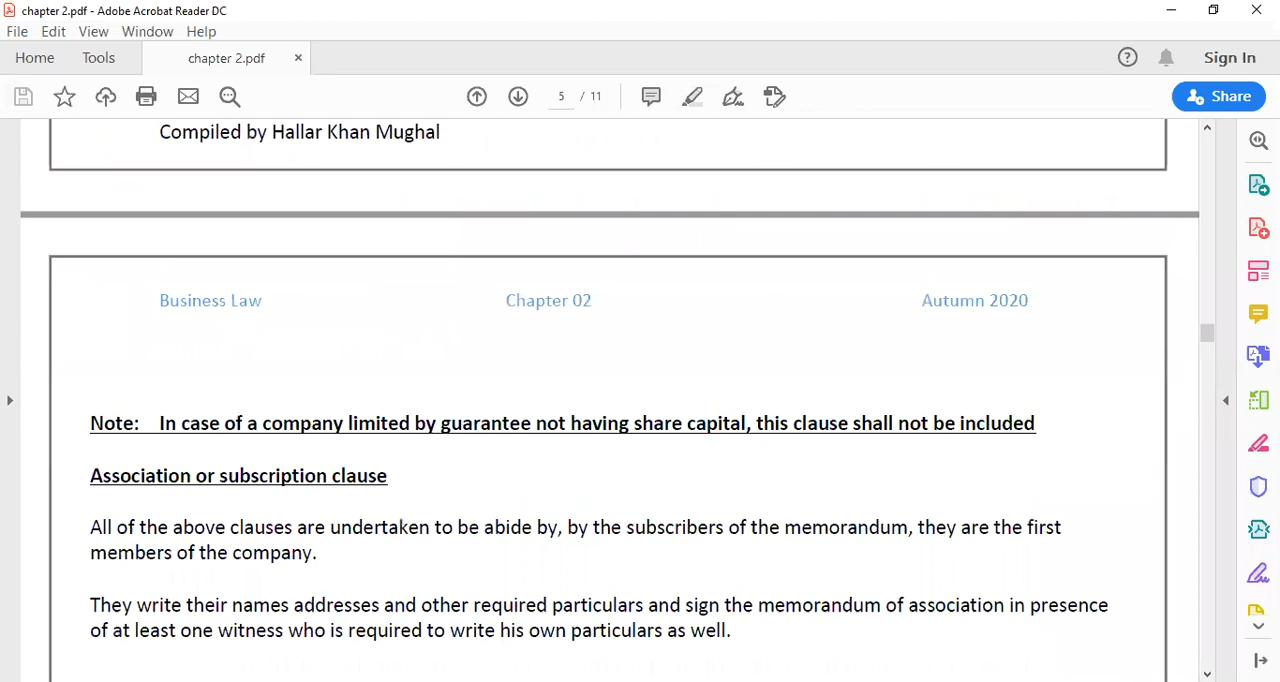 chapter 2.pdf - Adobe Acrobat Reader DC
File Edit View Window Help
Home Tools chapter 2.pdf × Sign In
5 / 11 Share
Compiled by Hallar Khan Mughal
Business Law Chapter 02 Autumn 2020
Note: In case of a company limited by guarantee not having share capital, this clause shall not be included
Association or subscription clause
All of the above clauses are undertaken to be abide by, by the subscribers of the memorandum, they are the first
members of the company.
They write their names addresses and other required particulars and sign the memorandum of association in presence
of at least one witness who is required to write his own particulars as well.